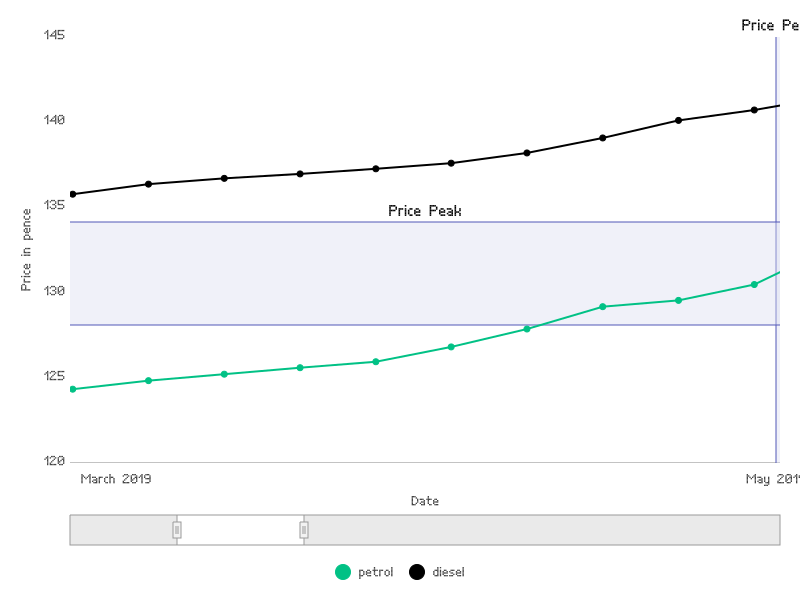 Price Pe
145
140
135
130
125
120
Price in pence
Price Peak
March 2019
May 201
Date
petrol
diesel